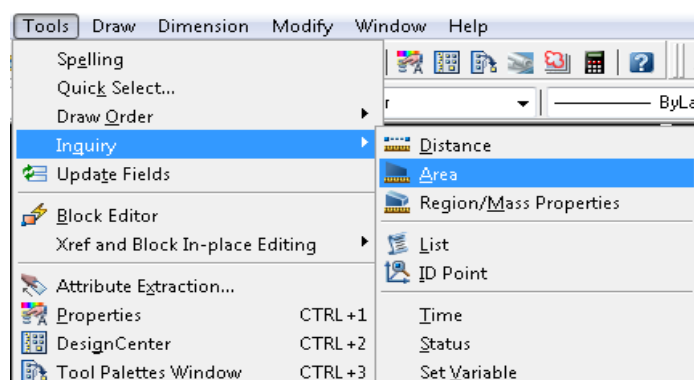 Tools Draw Dimension Modify Window Help
Spelling
Quick Select...
Draw Order
ByLa
Inquiry
Distance
Update Fields
Area
Region/Mass Properties
Block Editor
Xref and Block In-place Editing
List
ID Point
Attribute Extraction...
Properties CTRL+1
Time
DesignCenter CTRL+2
Status
Tool Palettes Window CTRL+3
Set Variable